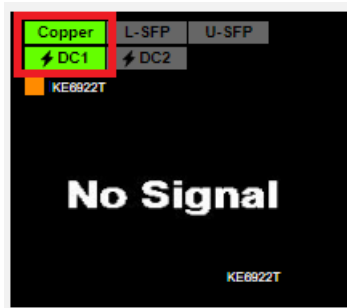 Copper L-SFP U-SFP
DC1 DC2
KE6922T
No Signal
KE6922T